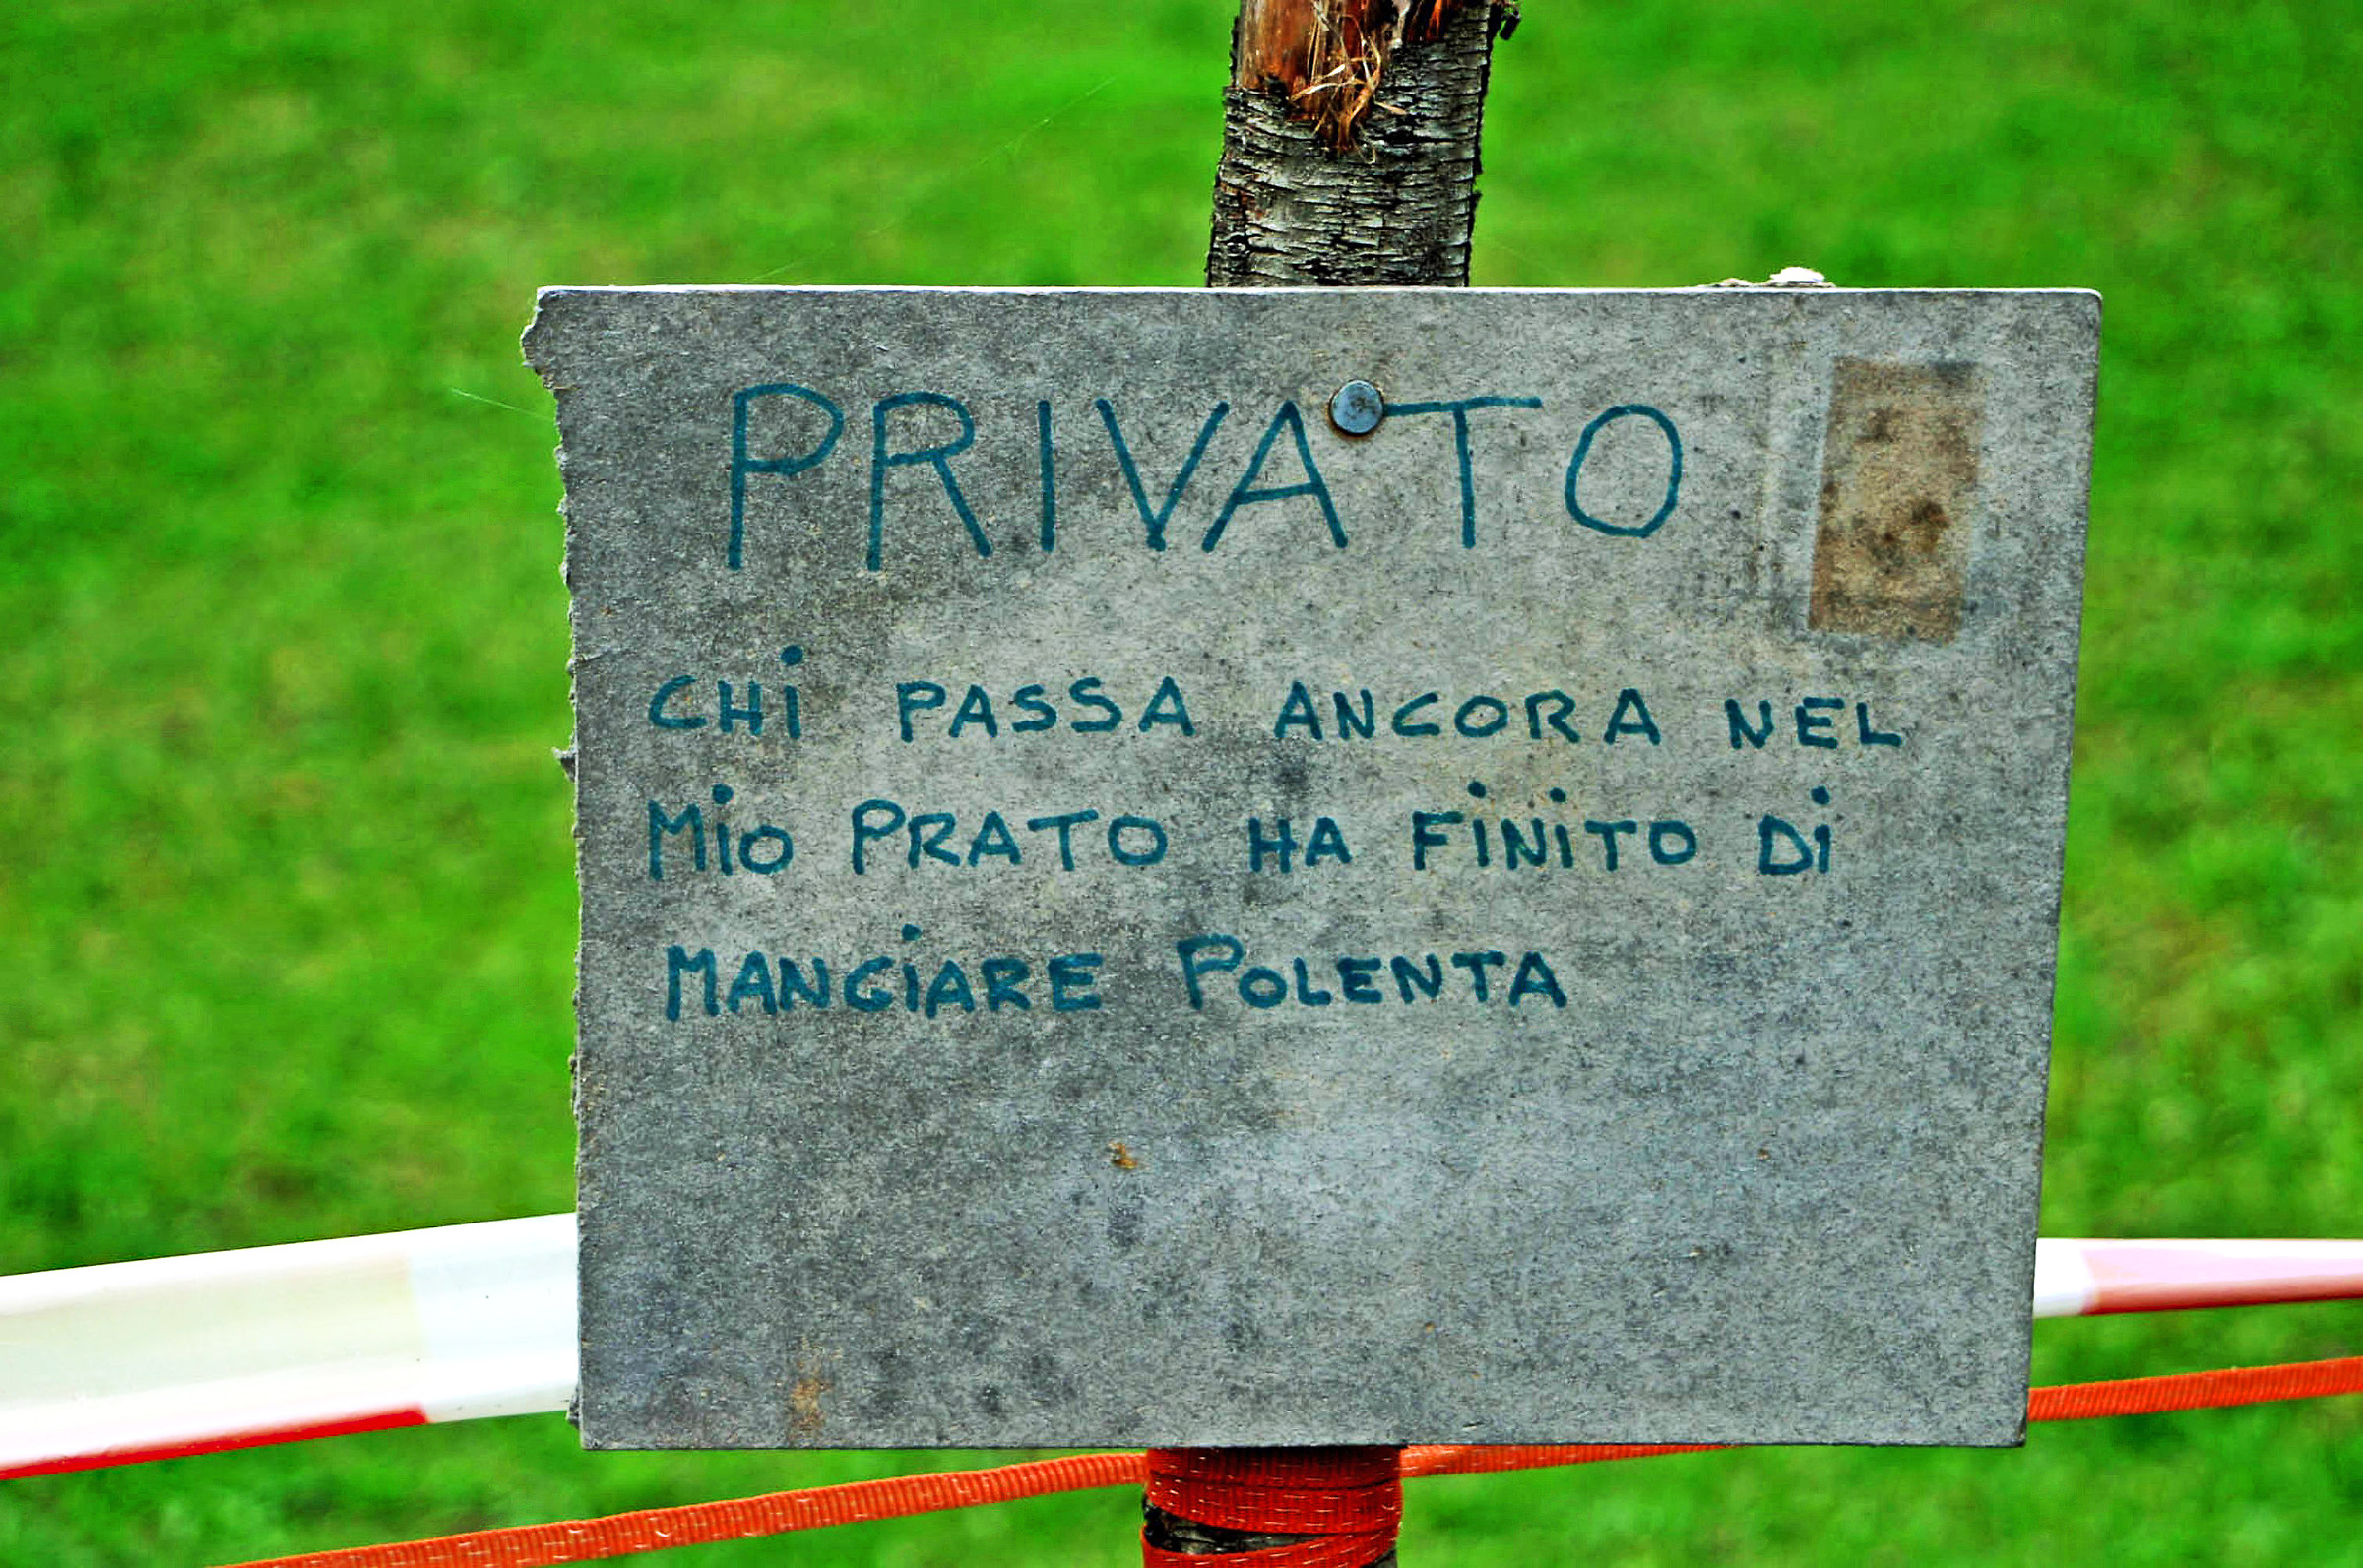 PRIVATO
CHi PASSA ANCORA NEL
Mio PRATO HA FiNiTO Di
MANGiARE POLENTA